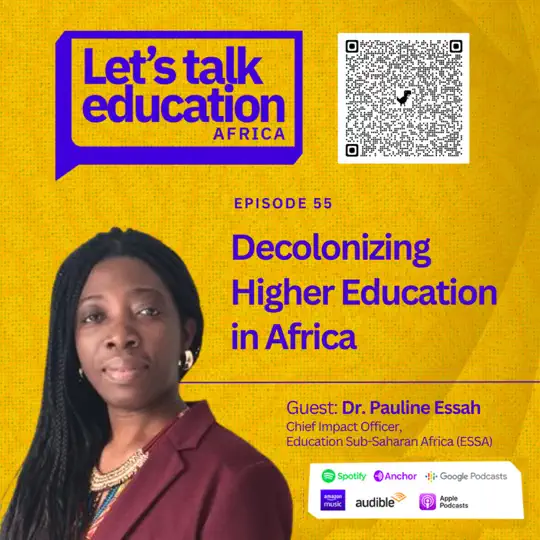 Let's talk
education
AFRICA
EPISODE 55
Decolonizing
Higher Education
in Africa
Guest: Dr. Pauline Essah
Chief Impact Officer,
Education Sub-Saharan Africa (ESSA)
Spotify Anchor Google Podcasts
amazon music audible Apple Podcasts